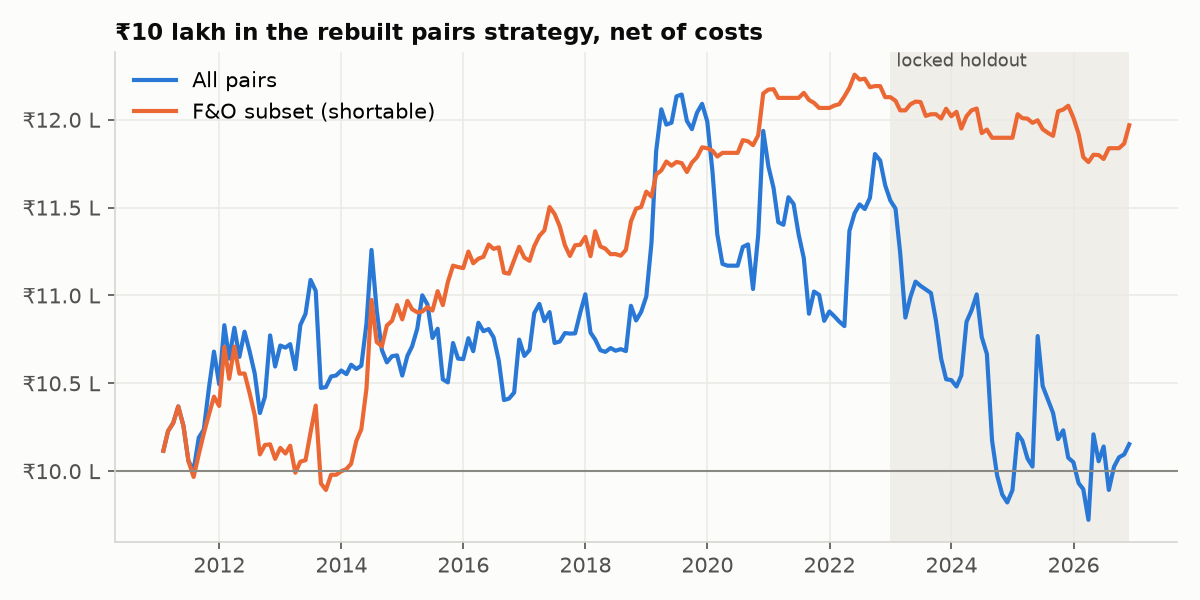 ₹10 lakh in the rebuilt pairs strategy, net of costs
locked holdout
All pairs
F&O subset (shortable)
₹12.0 L
₹11.5 L
₹11.0 L
₹10.5 L
₹10.0 L
2012 2014 2016 2018 2020 2022 2024 2026